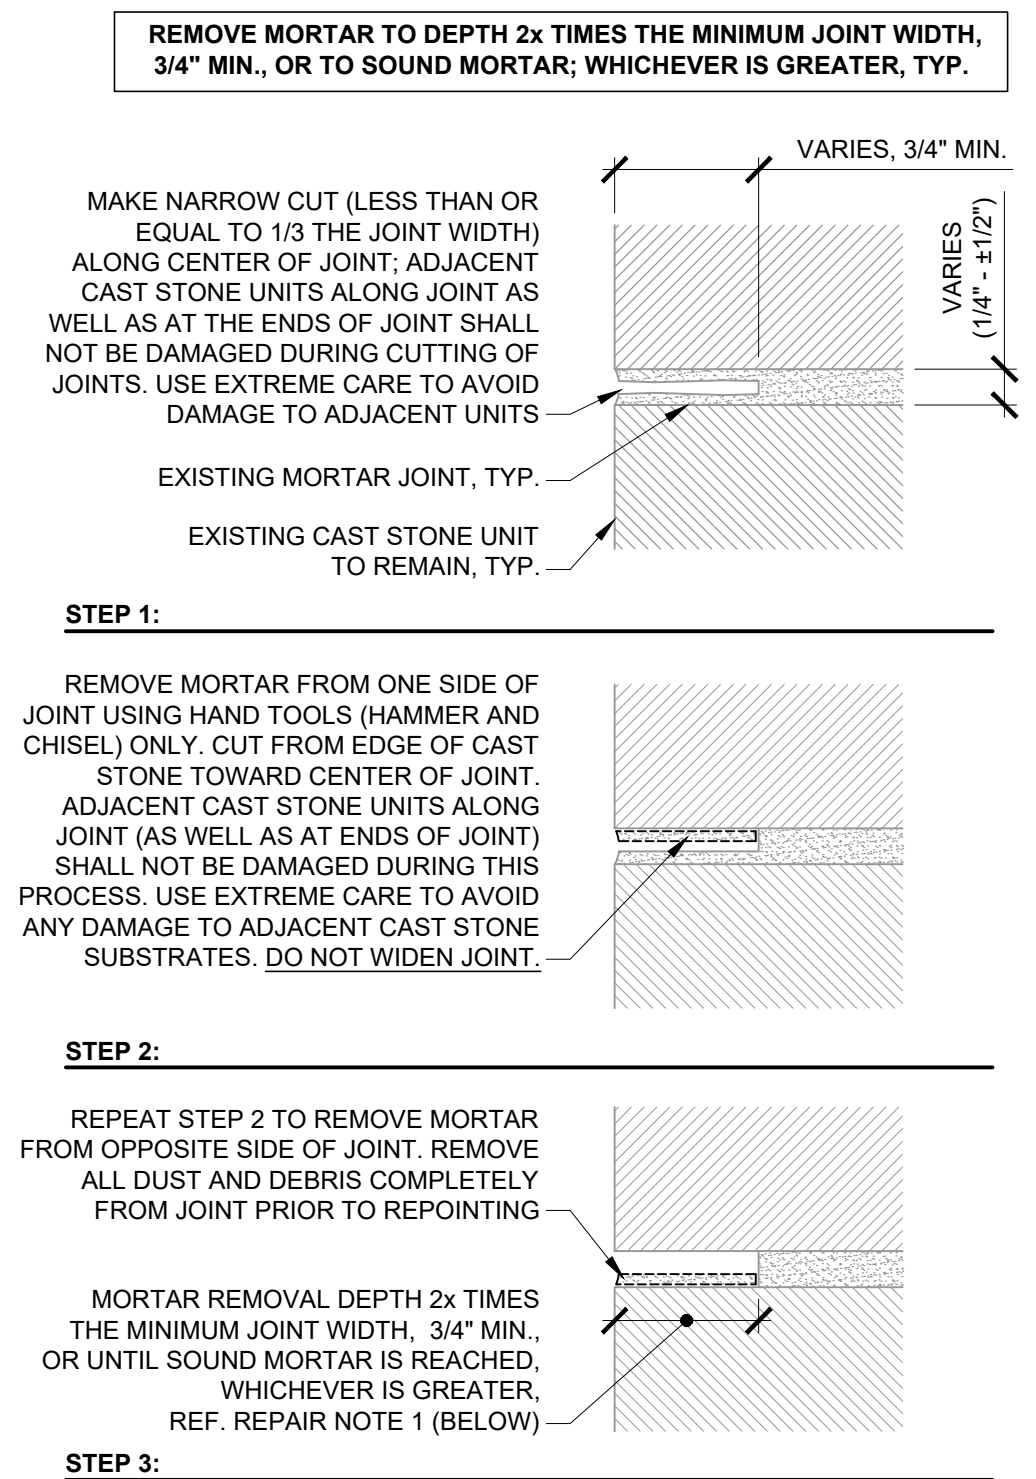 REMOVE MORTAR TO DEPTH 2x TIMES THE MINIMUM JOINT WIDTH,
3/4" MIN., OR TO SOUND MORTAR; WHICHEVER IS GREATER, TYP.
VARIES, 3/4" MIN.
MAKE NARROW CUT (LESS THAN OR
EQUAL TO 1/3 THE JOINT WIDTH)
ALONG CENTER OF JOINT; ADJACENT
CAST STONE UNITS ALONG JOINT AS
WELL AS AT THE ENDS OF JOINT SHALL
NOT BE DAMAGED DURING CUTTING OF
JOINTS. USE EXTREME CARE TO AVOID
DAMAGE TO ADJACENT UNITS
VARIES
(1/4" - ±1/2")
EXISTING MORTAR JOINT, TYP.
EXISTING CAST STONE UNIT
TO REMAIN, TYP.
STEP 1:
REMOVE MORTAR FROM ONE SIDE OF
JOINT USING HAND TOOLS (HAMMER AND
CHISEL) ONLY. CUT FROM EDGE OF CAST
STONE TOWARD CENTER OF JOINT.
ADJACENT CAST STONE UNITS ALONG
JOINT (AS WELL AS AT ENDS OF JOINT)
SHALL NOT BE DAMAGED DURING THIS
PROCESS. USE EXTREME CARE TO AVOID
ANY DAMAGE TO ADJACENT CAST STONE
SUBSTRATES. DO NOT WIDEN JOINT.
STEP 2:
REPEAT STEP 2 TO REMOVE MORTAR
FROM OPPOSITE SIDE OF JOINT. REMOVE
ALL DUST AND DEBRIS COMPLETELY
FROM JOINT PRIOR TO REPOINTING
MORTAR REMOVAL DEPTH 2x TIMES
THE MINIMUM JOINT WIDTH, 3/4" MIN.,
OR UNTIL SOUND MORTAR IS REACHED,
WHICHEVER IS GREATER,
REF. REPAIR NOTE 1 (BELOW)
STEP 3: